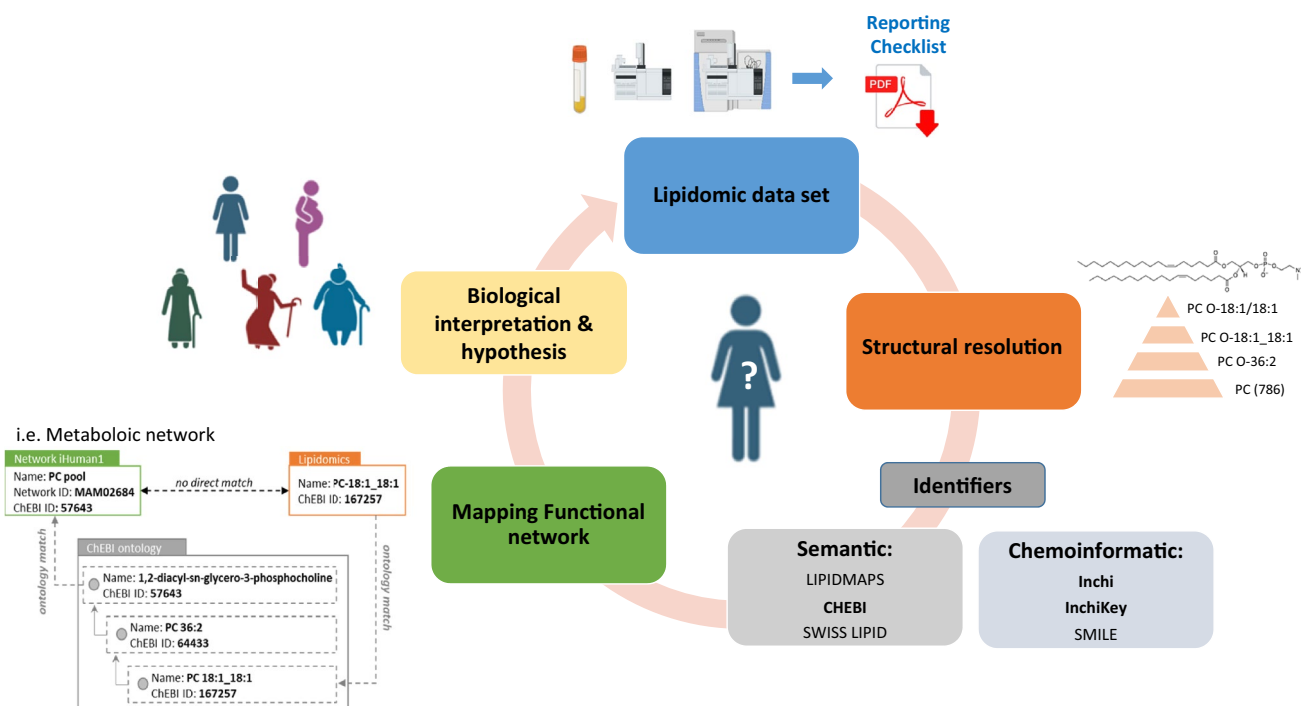 Reporting
Checklist
PDF
Lipidomic data set
Biological
interpretation &
hypothesis
?
Structural resolution
PC O-18:1/18:1
PC O-18:1_18:1
PC O-36:2
PC (786)
O
O
P
O
O⁻
N
O
H
O
Identifiers
Semantic:
LIPIDMAPS
CHEBI
SWISS LIPID
Chemoinformatic:
Inchi
InchiKey
SMILE
Mapping Functional
network
i.e. Metaboloic network
Network iHuman1
Name: PC pool
Network ID: MAM02684
ChEBI ID: 57643
no direct match
Lipidomics
Name: PC-18:1_18:1
ChEBI ID: 167257
ontology match
ontology match
ChEBI ontology
Name: 1,2-diacyl-sn-glycero-3-phosphocholine
ChEBI ID: 57643
Name: PC 36:2
ChEBI ID: 64433
Name: PC 18:1_18:1
ChEBI ID: 167257